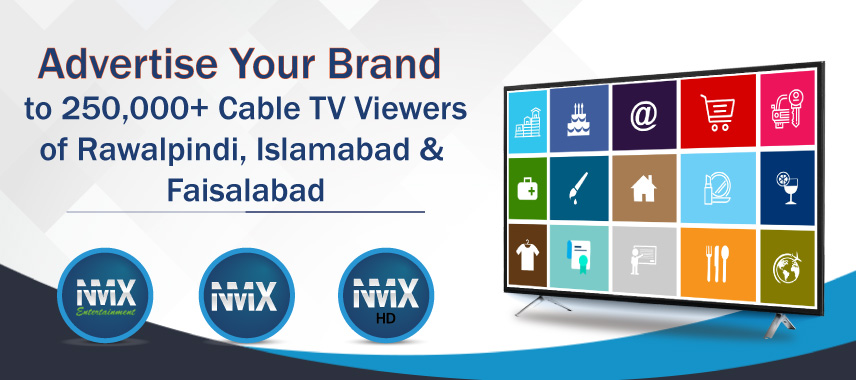 Advertise Your Brand
to 250,000+ Cable TV Viewers
of Rawalpindi, Islamabad &
Faisalabad
NMX
Entertainment
NMX
NMX
HD
@